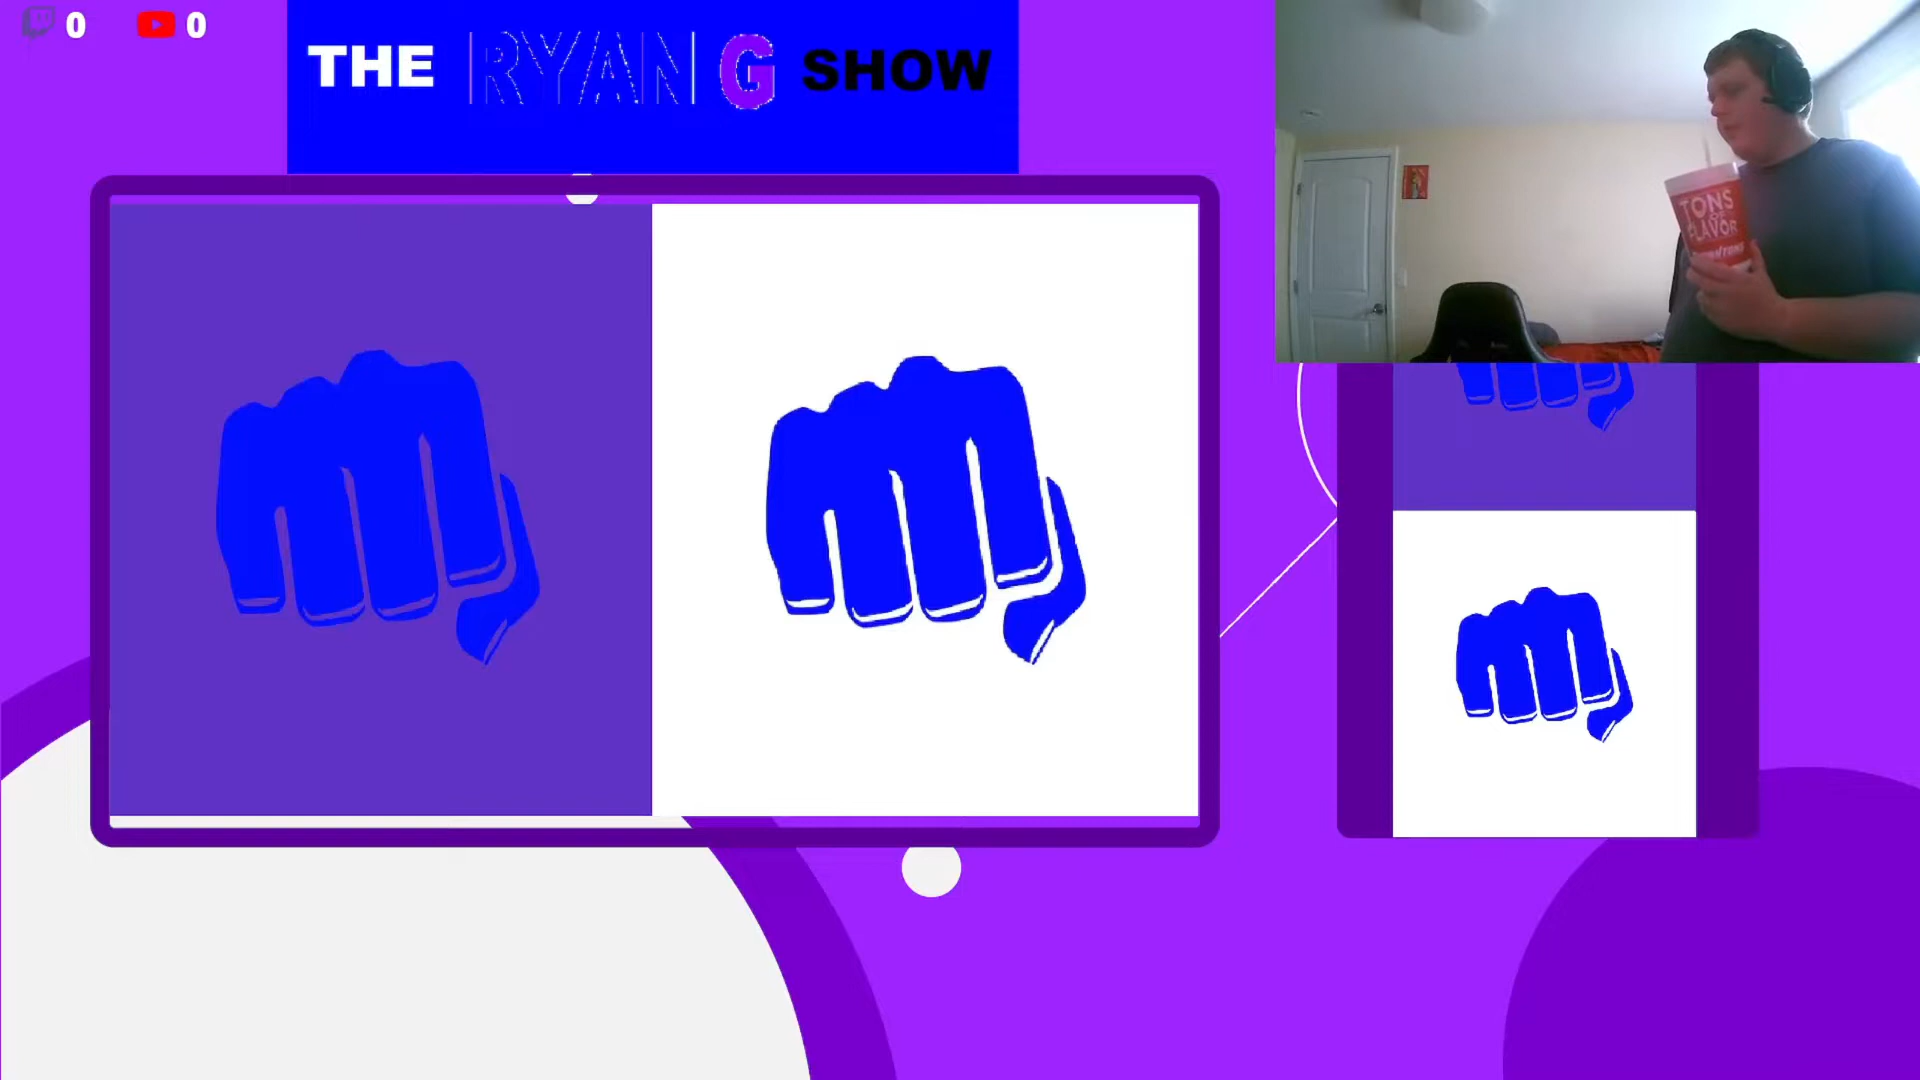 0 0
THE RYAN G SHOW
TONS
OF
FLAVOR